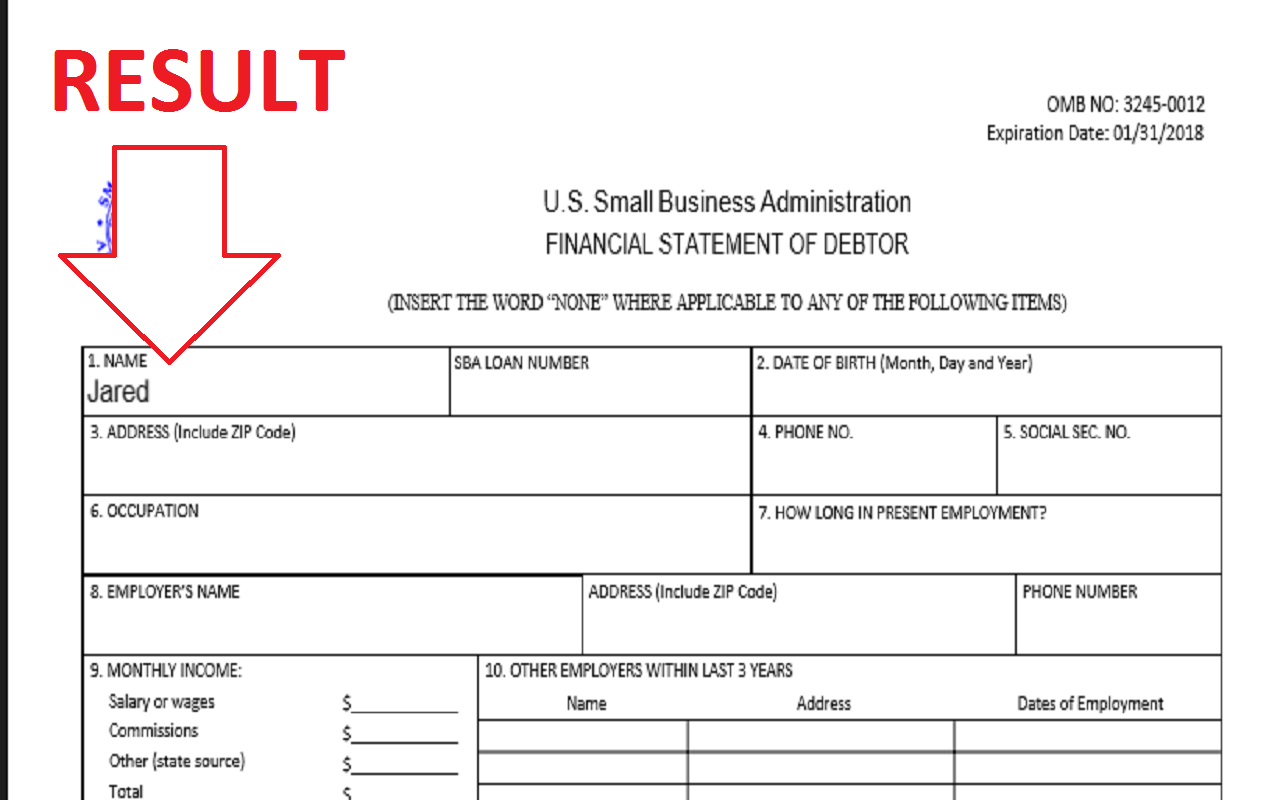 RESULT
OMB NO: 3245-0012
Expiration Date: 01/31/2018
U.S. Small Business Administration
FINANCIAL STATEMENT OF DEBTOR
(INSERT THE WORD “NONE” WHERE APPLICABLE TO ANY OF THE FOLLOWING ITEMS)
1. NAME
Jared
SBA LOAN NUMBER
2. DATE OF BIRTH (Month, Day and Year)
3. ADDRESS (Include ZIP Code)
4. PHONE NO.
5. SOCIAL SEC. NO.
6. OCCUPATION
7. HOW LONG IN PRESENT EMPLOYMENT?
8. EMPLOYER'S NAME
ADDRESS (Include ZIP Code)
PHONE NUMBER
9. MONTHLY INCOME:
Salary or wages $
Commissions $
Other (state source) $
Total $
10. OTHER EMPLOYERS WITHIN LAST 3 YEARS
Name Address Dates of Employment